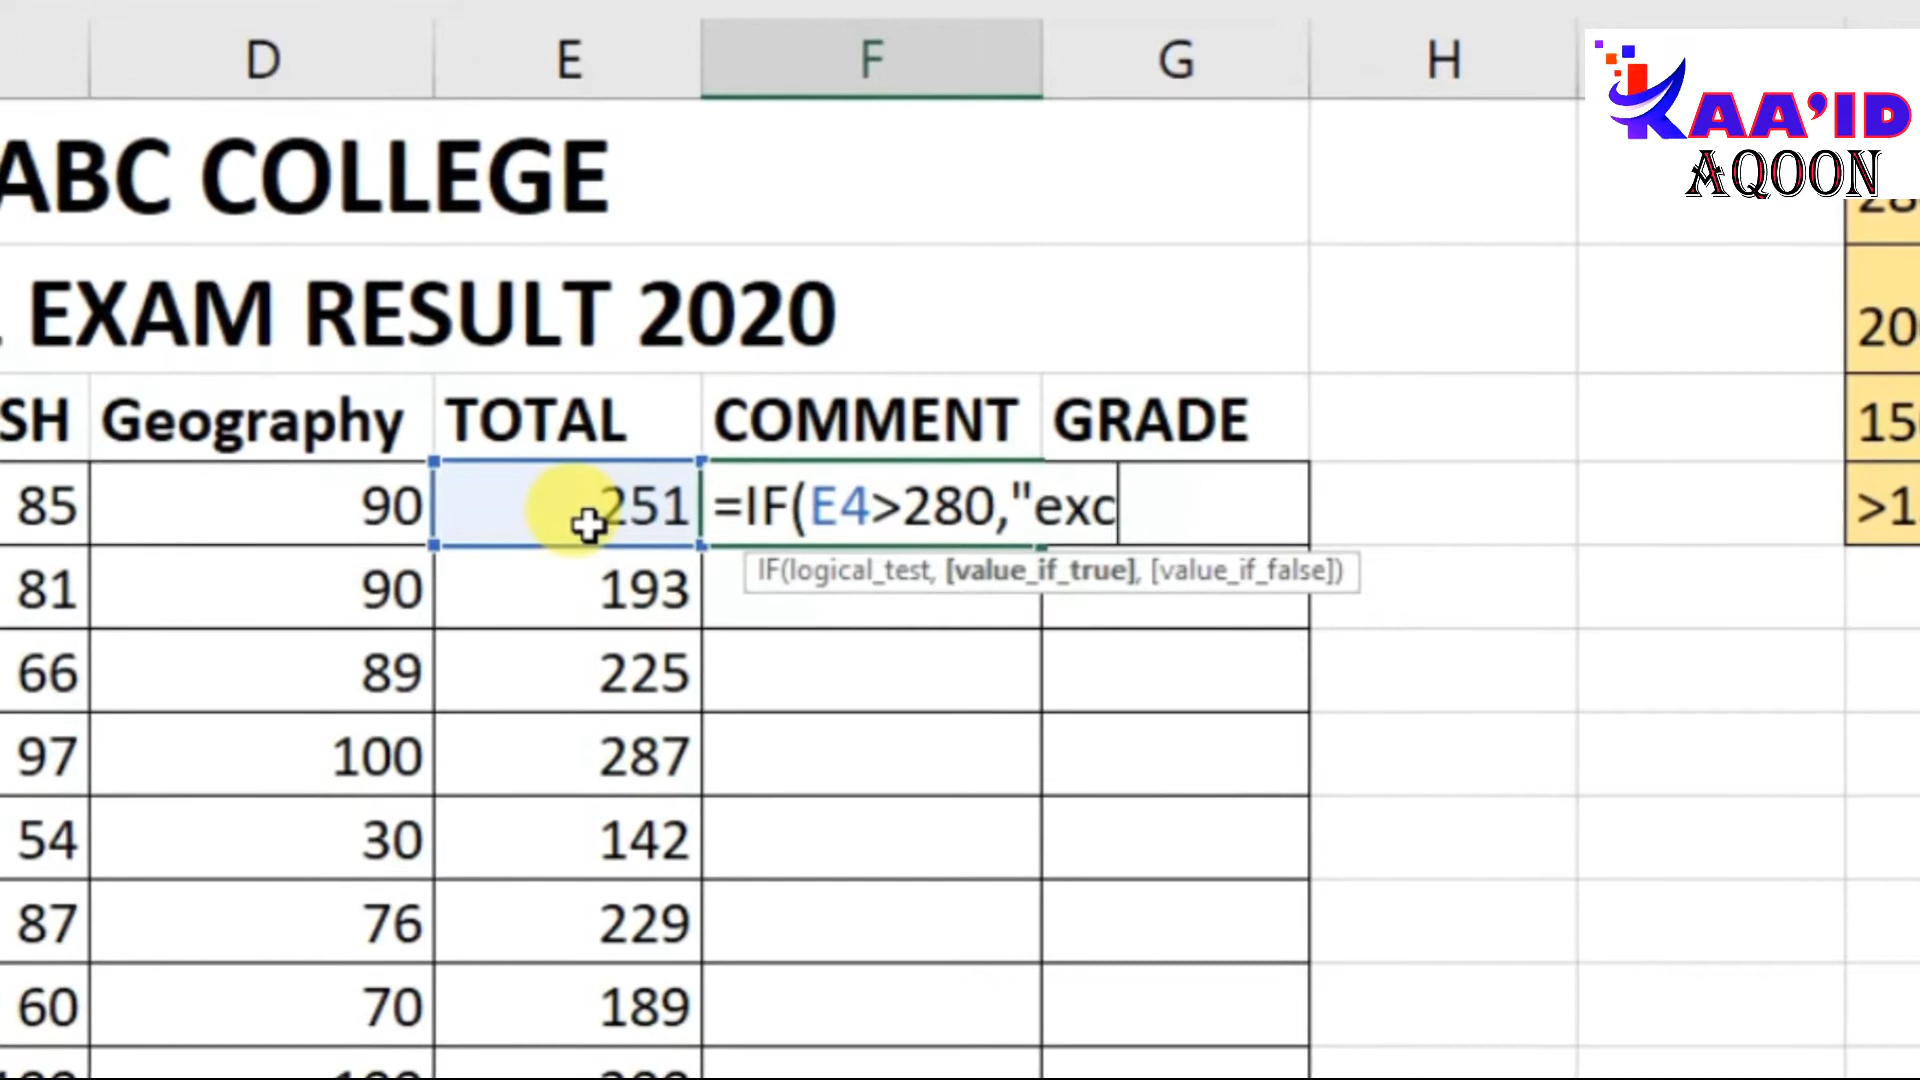 D E F G H
KAA'ID
AQOON
ABC COLLEGE
EXAM RESULT 2020
20
SH Geography TOTAL COMMENT GRADE
15
85 90 251 =IF(E4>280,"exc
>1
IF(logical_test, [value_if_true], [value_if_false])
81 90 193
66 89 225
97 100 287
54 30 142
87 76 229
60 70 189